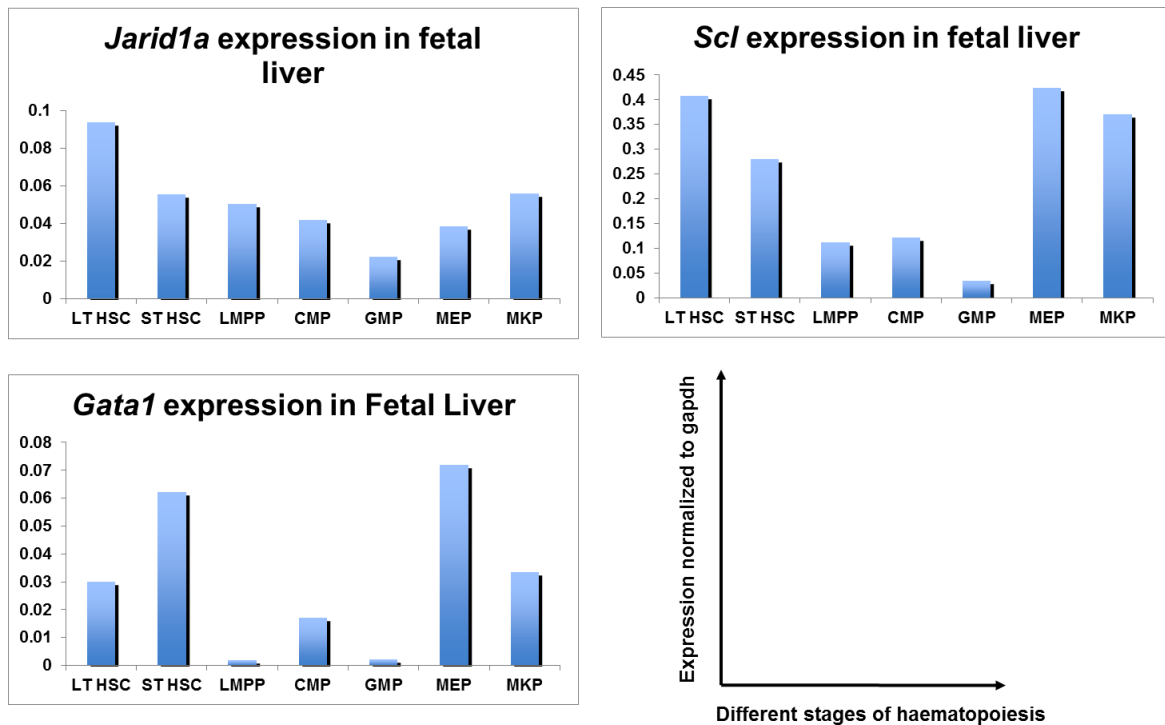 Jarid1a expression in fetal
liver
0.1
0.08
0.06
0.04
0.02
0
LT HSC ST HSC LMPP CMP GMP MEP MKP
Scl expression in fetal liver
0.45
0.4
0.35
0.3
0.25
0.2
0.15
0.1
0.05
0
LT HSC ST HSC LMPP CMP GMP MEP MKP
Gata1 expression in Fetal Liver
0.08
0.07
0.06
0.05
0.04
0.03
0.02
0.01
0
LT HSC ST HSC LMPP CMP GMP MEP MKP
Expression normalized to gapdh
Different stages of haematopoiesis